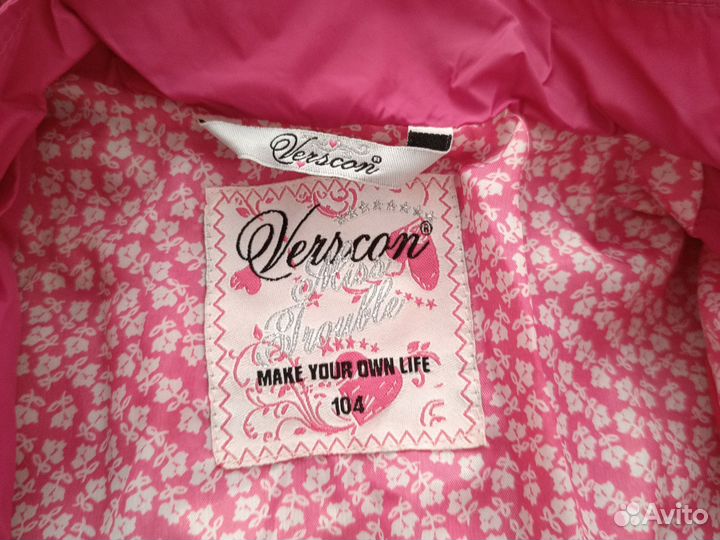 Verscon®
Verscon®
Miss
Trouble
MAKE YOUR OWN LIFE
104
Avito